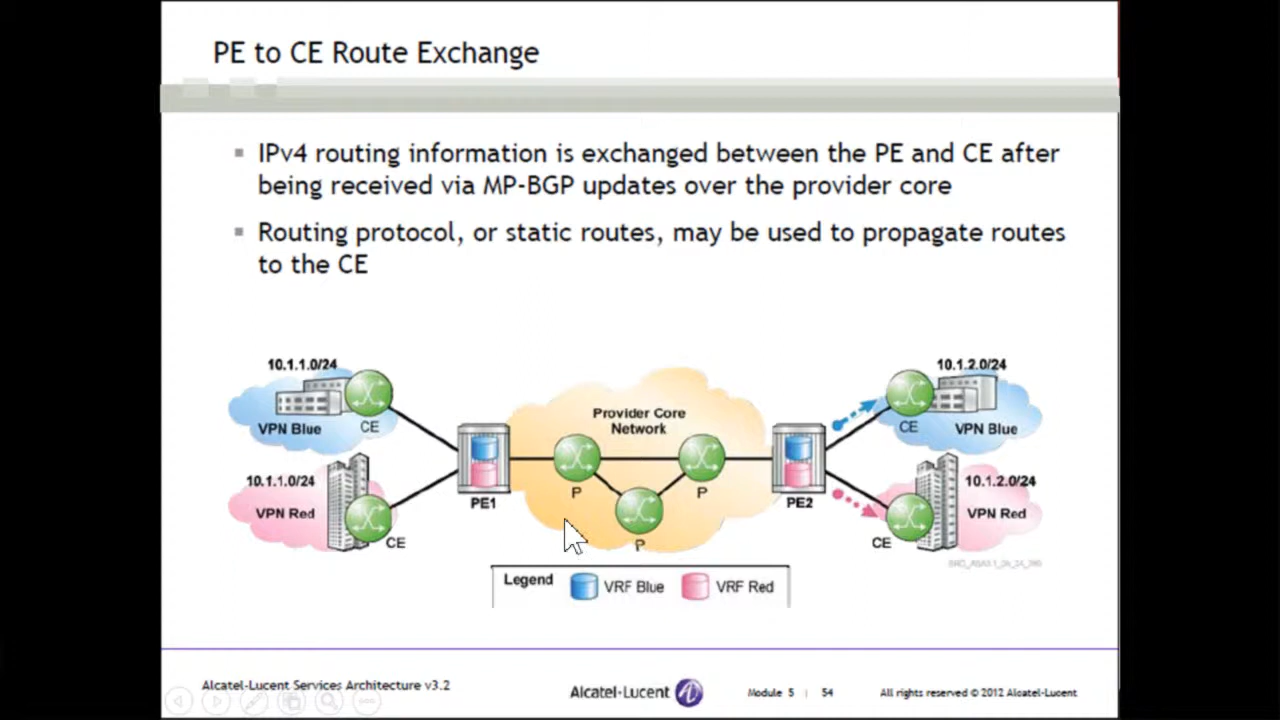 PE to CE Route Exchange
IPv4 routing information is exchanged between the PE and CE after
being received via MP-BGP updates over the provider core
Routing protocol, or static routes, may be used to propagate routes
to the CE
10.1.1.0/24
VPN Blue
CE
10.1.1.0/24
VPN Red
CE
PE1
Provider Core
Network
P
P
P
PE2
10.1.2.0/24
CE
VPN Blue
10.1.2.0/24
VPN Red
CE
Legend
VRF Blue
VRF Red
Alcatel-Lucent Services Architecture v3.2
Alcatel-Lucent
Module 5 | 54
All rights reserved © 2012 Alcatel-Lucent